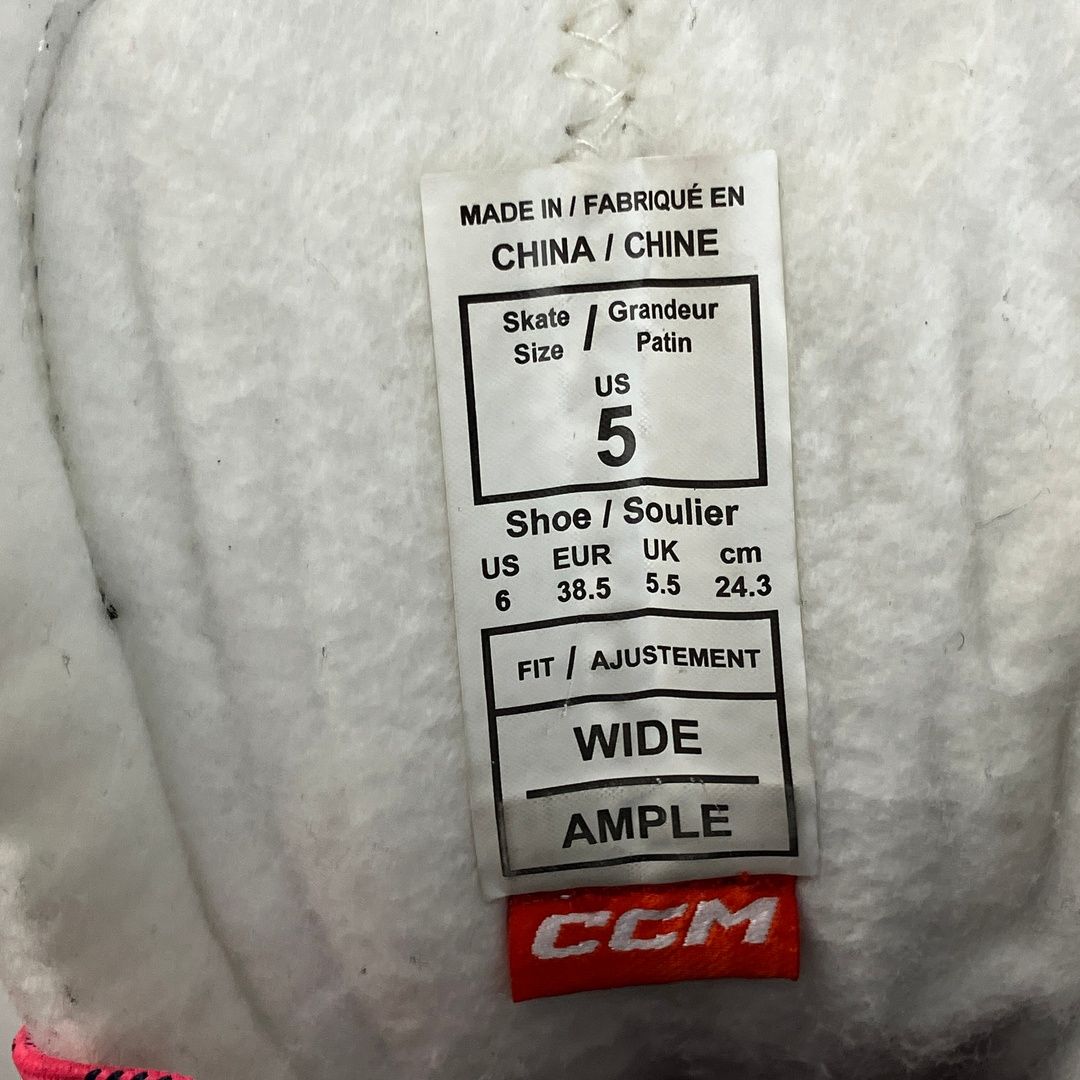 MADE IN / FABRIQUÉ EN
CHINA / CHINE
Skate Size / Grandeur Patin
US
5
Shoe / Soulier
US EUR UK cm
6 38.5 5.5 24.3
FIT / AJUSTEMENT
WIDE
AMPLE
CCM